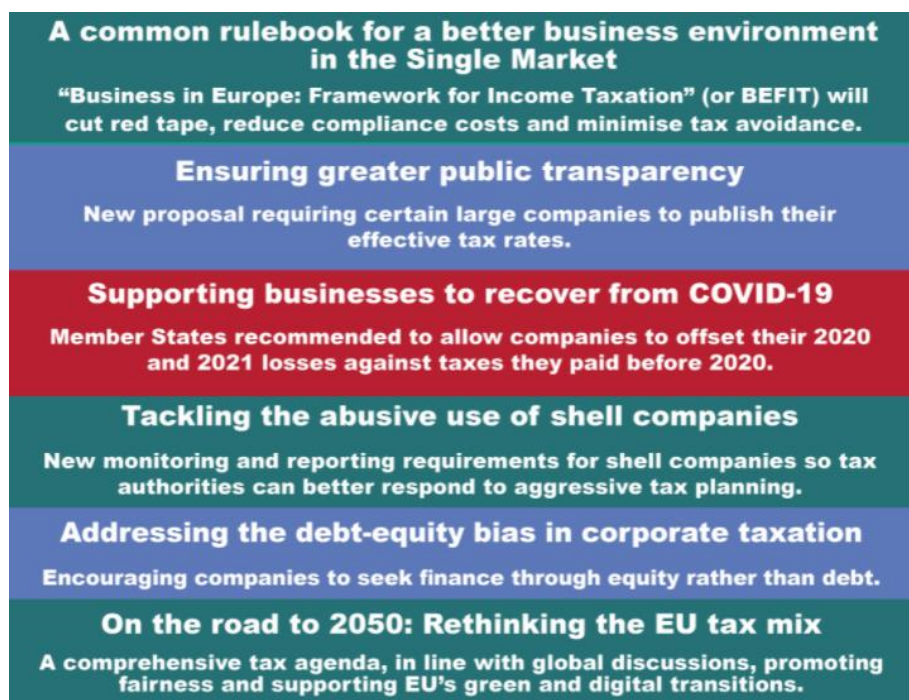 A common rulebook for a better business environment
in the Single Market
“Business in Europe: Framework for Income Taxation” (or BEFIT) will
cut red tape, reduce compliance costs and minimise tax avoidance.
Ensuring greater public transparency
New proposal requiring certain large companies to publish their
effective tax rates.
Supporting businesses to recover from COVID-19
Member States recommended to allow companies to offset their 2020
and 2021 losses against taxes they paid before 2020.
Tackling the abusive use of shell companies
New monitoring and reporting requirements for shell companies so tax
authorities can better respond to aggressive tax planning.
Addressing the debt-equity bias in corporate taxation
Encouraging companies to seek finance through equity rather than debt.
On the road to 2050: Rethinking the EU tax mix
A comprehensive tax agenda, in line with global discussions, promoting
fairness and supporting EU’s green and digital transitions.